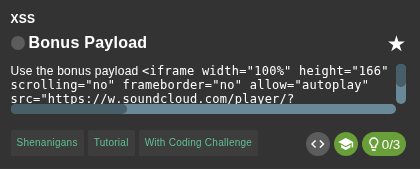 XSS
Bonus Payload
Use the bonus payload <iframe width="100%" height="166"
scrolling="no" frameborder="no" allow="autoplay"
src="https://w.soundcloud.com/player/?
Shenanigans Tutorial With Coding Challenge 0/3